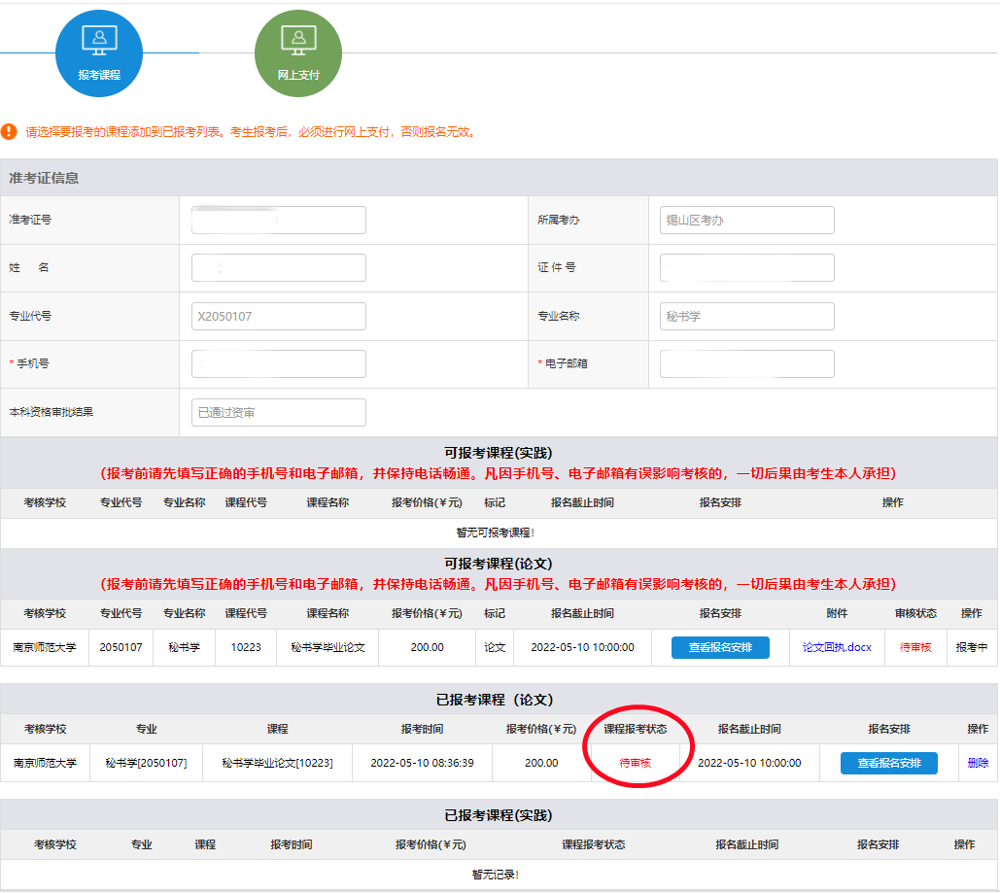 报考课程
网上支付
请选择要报考的课程添加到已报考列表。考生报考后，必须进行网上支付，否则报名无效。
准考证信息
准考证号 所属考办 锡山区考办
姓 名 证 件 号
专业代号 X2050107 专业名称 秘书学
* 手机号 * 电子邮箱
本科资格审批结果 已通过资审
可报考课程(实践)
(报考前请先填写正确的手机号和电子邮箱，并保持电话畅通。凡因手机号、电子邮箱有误影响考核的，一切后果由考生本人承担)
考核学校 专业代号 专业名称 课程代号 课程名称 报考价格(￥元) 标记 报名截止时间 报名安排 操作
暂无可报考课程!
可报考课程(论文)
(报考前请先填写正确的手机号和电子邮箱，并保持电话畅通。凡因手机号、电子邮箱有误影响考核的，一切后果由考生本人承担)
考核学校 专业代号 专业名称 课程代号 课程名称 报考价格(￥元) 标记 报名截止时间 报名安排 附件 审核状态 操作
南京师范大学 2050107 秘书学 10223 秘书学毕业论文 200.00 论文 2022-05-10 10:00:00 查看报名安排 论文回执.docx 待审核 报考中
已报考课程（论文）
考核学校 专业 课程 报考时间 报考价格(￥元) 课程报考状态 报名截止时间 报名安排 操作
南京师范大学 秘书学[2050107] 秘书学毕业论文[10223] 2022-05-10 08:36:39 200.00 待审核 2022-05-10 10:00:00 查看报名安排 删除
已报考课程(实践)
考核学校 专业 课程 报考时间 报考价格(￥元) 课程报考状态 报名截止时间 报名安排 操作
暂无记录!